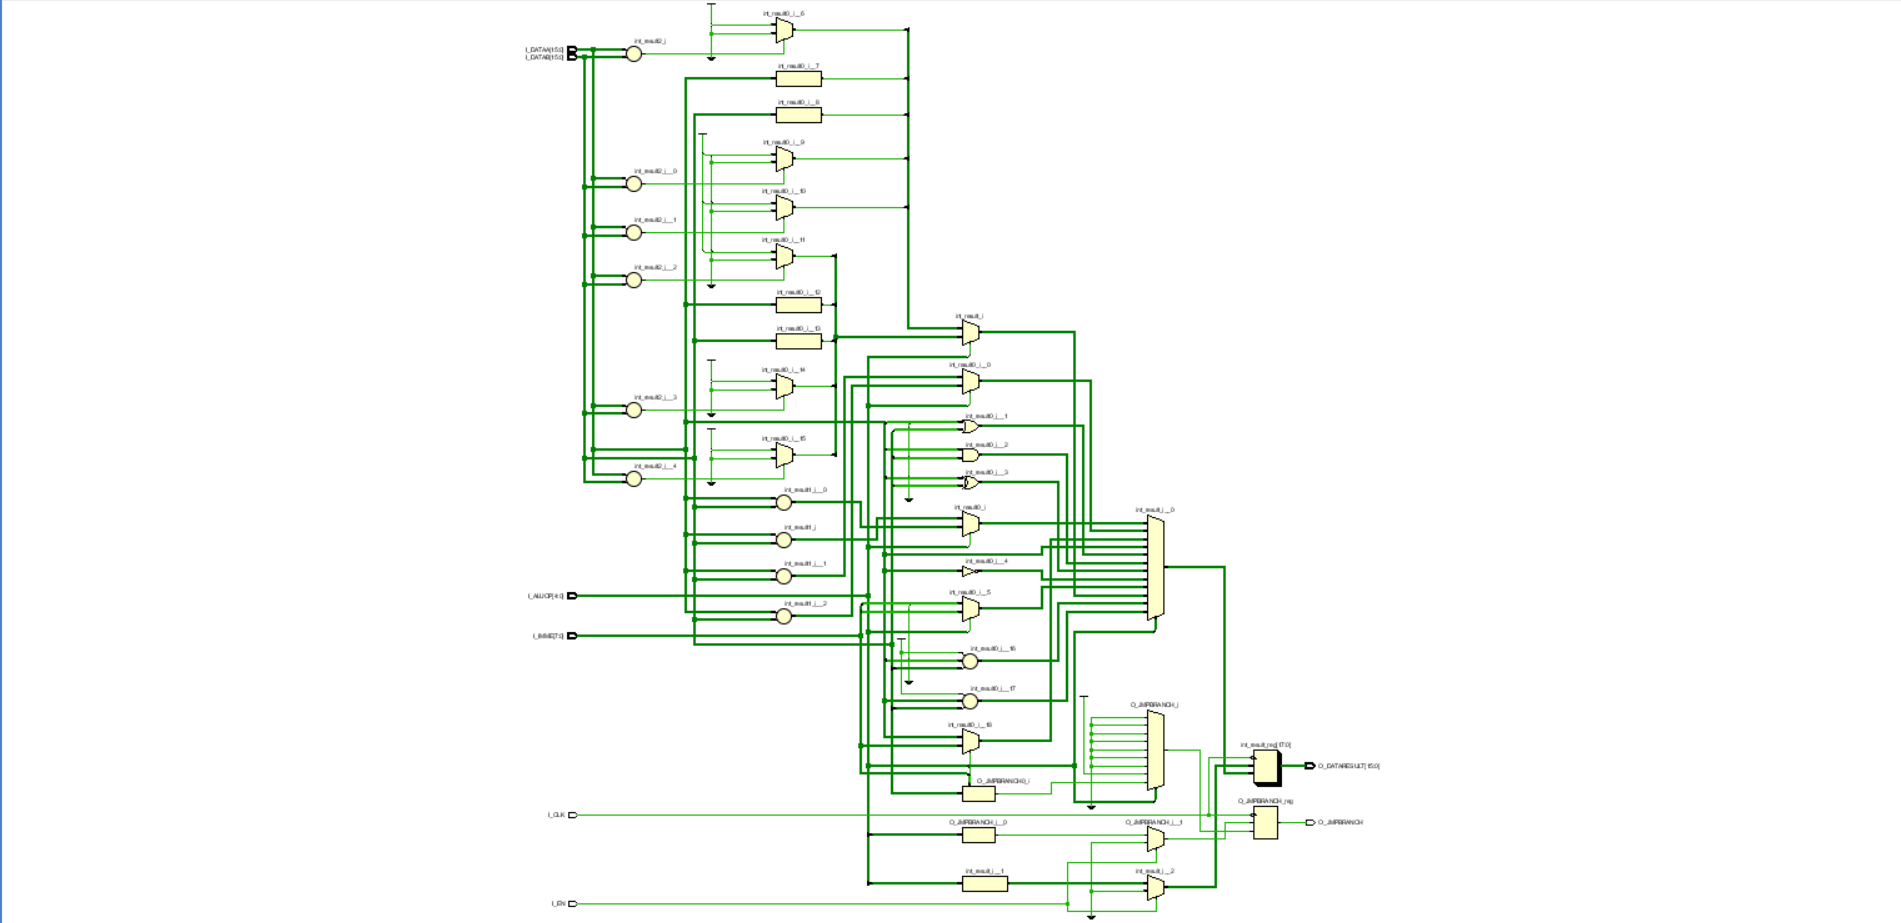 int_result0_i__6
int_result2_i
I_DATAA[15:0]
I_DATAB[15:0]
int_result0_i__7
int_result0_i__8
int_result0_i__9
int_result2_i__0
int_result0_i__10
int_result2_i__1
int_result0_i__11
int_result2_i__2
int_result0_i__12
int_result_i
int_result0_i__13
int_result0_i__0
int_result0_i__14
int_result2_i__3
int_result0_i__1
int_result0_i__15
int_result0_i__2
int_result2_i__4
int_result0_i__3
int_result1_i__0
int_result0_i
int_result_i__0
int_result1_i
int_result1_i__1
int_result0_i__4
I_ALUOP[4:0]
int_result0_i__5
int_result1_i__2
I_IMME[7:0]
int_result0_i__16
int_result0_i__17
O_JMPBRANCH_i
int_result0_i__18
int_result_reg[17:0]
O_DATARESULT[15:0]
O_JMPBRANCH0_i
O_JMPBRANCH_reg
I_CLK
O_JMPBRANCH_i__0
O_JMPBRANCH_i__1
O_JMPBRANCH
int_result_i__1
int_result_i__2
I_EN